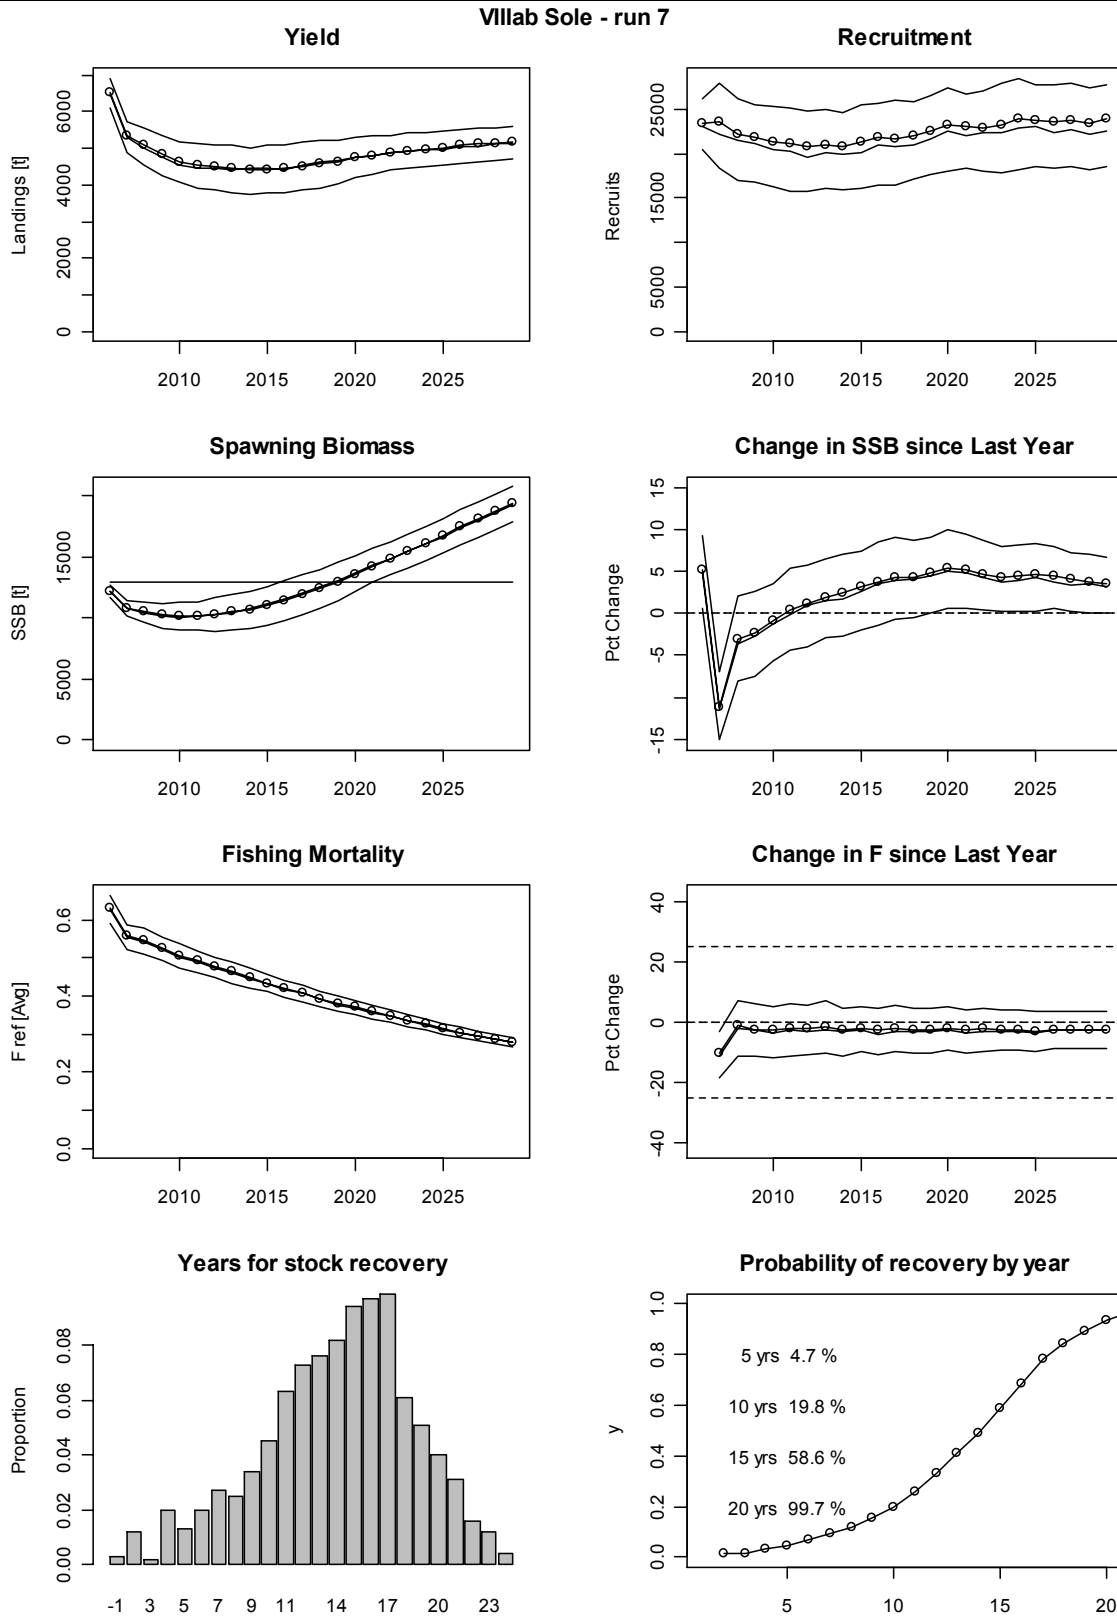 VIIIab Sole - run 7
Yield
Recruitment
Landings [t]
0 2000 4000 6000
2010 2015 2020 2025
Recruits
0 5000 15000 25000
2010 2015 2020 2025
Spawning Biomass
Change in SSB since Last Year
SSB [t]
0 5000 15000
2010 2015 2020 2025
Pct Change
-15 -5 0 5 10 15
2010 2015 2020 2025
Fishing Mortality
Change in F since Last Year
F ref [Avg]
0.0 0.2 0.4 0.6
2010 2015 2020 2025
Pct Change
-40 -20 0 20 40
2010 2015 2020 2025
Years for stock recovery
Probability of recovery by year
Proportion
0.00 0.02 0.04 0.06 0.08
-1 3 5 7 9 11 14 17 20 23
y
0.0 0.2 0.4 0.6 0.8 1.0
5 yrs 4.7 %
10 yrs 19.8 %
15 yrs 58.6 %
20 yrs 99.7 %
5 10 15 20